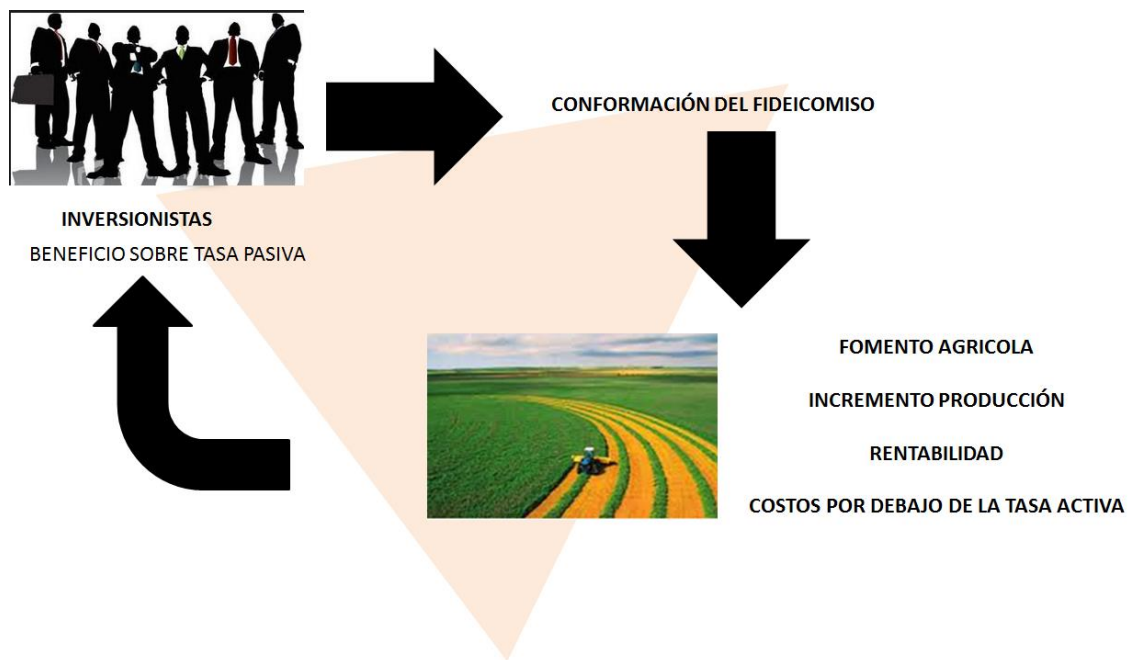 CONFORMACIÓN DEL FIDEICOMISO
INVERSIONISTAS
BENEFICIO SOBRE TASA PASIVA
FOMENTO AGRICOLA
INCREMENTO PRODUCCIÓN
RENTABILIDAD
COSTOS POR DEBAJO DE LA TASA ACTIVA